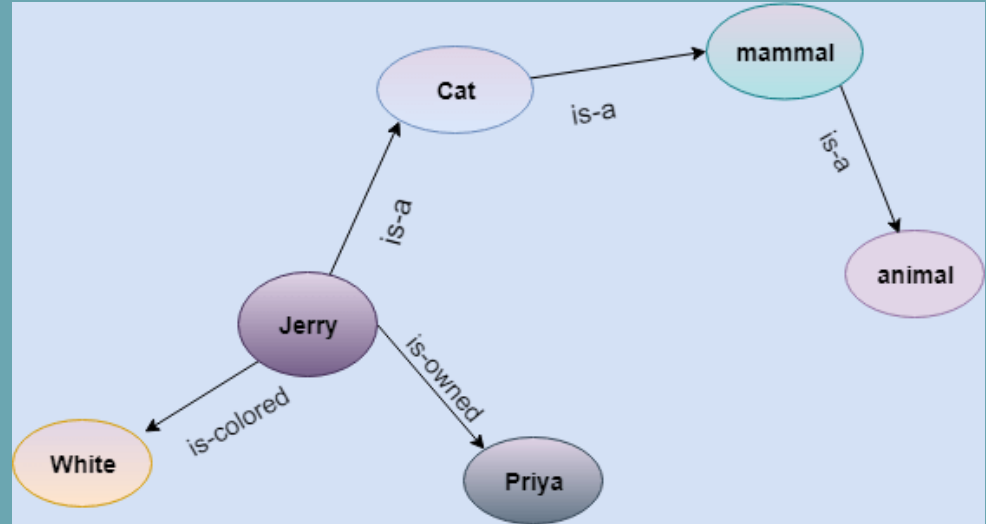 mammal
Cat
is-a
is-a
is-a
animal
Jerry
is-owned
is-colored
White
Priya